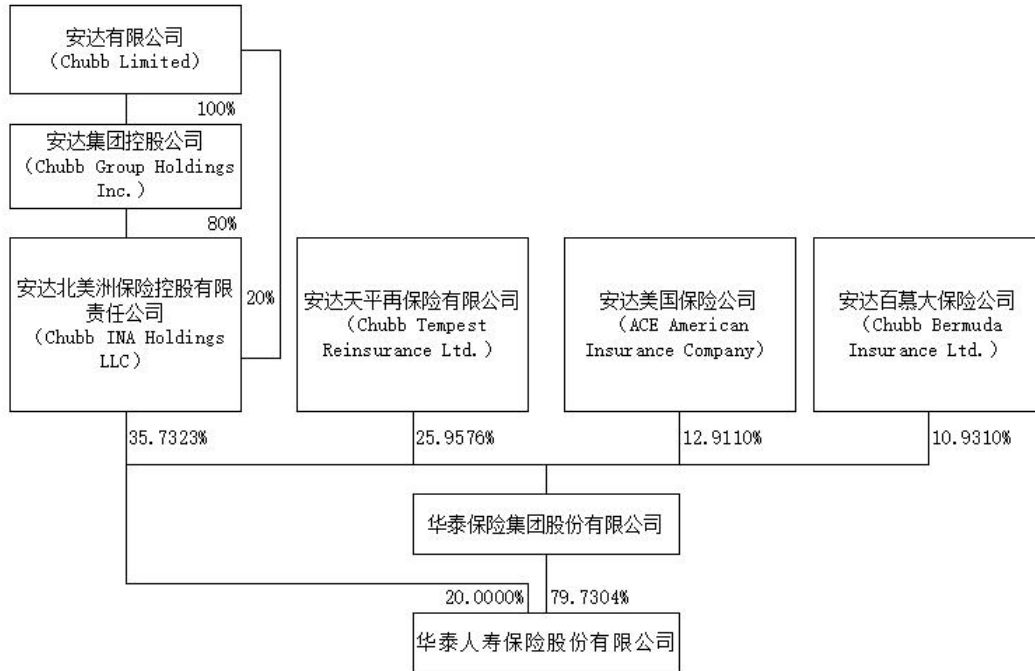 安达有限公司
（Chubb Limited）
100%
安达集团控股公司
（Chubb Group Holdings
Inc.）
80%
安达北美洲保险控股有限
责任公司
（Chubb INA Holdings
LLC）
20%
安达天平再保险有限公司
（Chubb Tempest
Reinsurance Ltd.）
安达美国保险公司
（ACE American
Insurance Company）
安达百慕大保险公司
（Chubb Bermuda
Insurance Ltd.）
35.7323%
25.9576%
12.9110%
10.9310%
华泰保险集团股份有限公司
20.0000%
79.7304%
华泰人寿保险股份有限公司